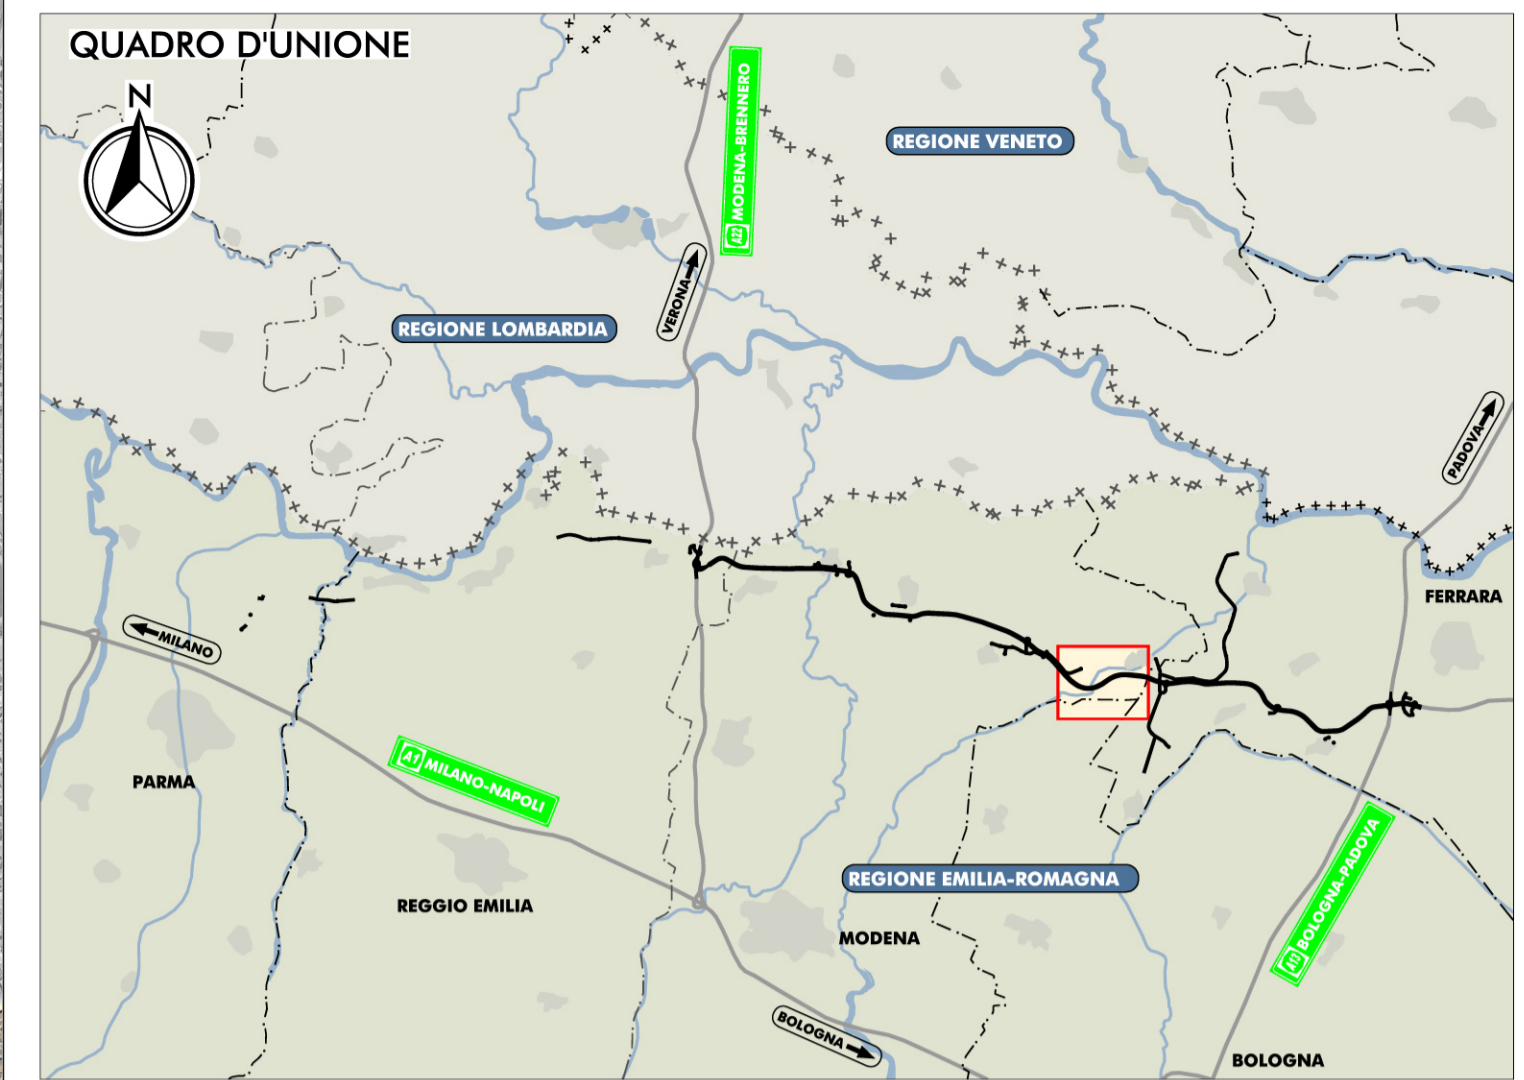 QUADRO D'UNIONE
N
A22 MODENA-BRENNERO
REGIONE VENETO
VERONA
REGIONE LOMBARDIA
PADOVA
FERRARA
MILANO
PARMA
A1 MILANO-NAPOLI
REGIONE EMILIA-ROMAGNA
A13 BOLOGNA-PADOVA
REGGIO EMILIA
MODENA
BOLOGNA
BOLOGNA